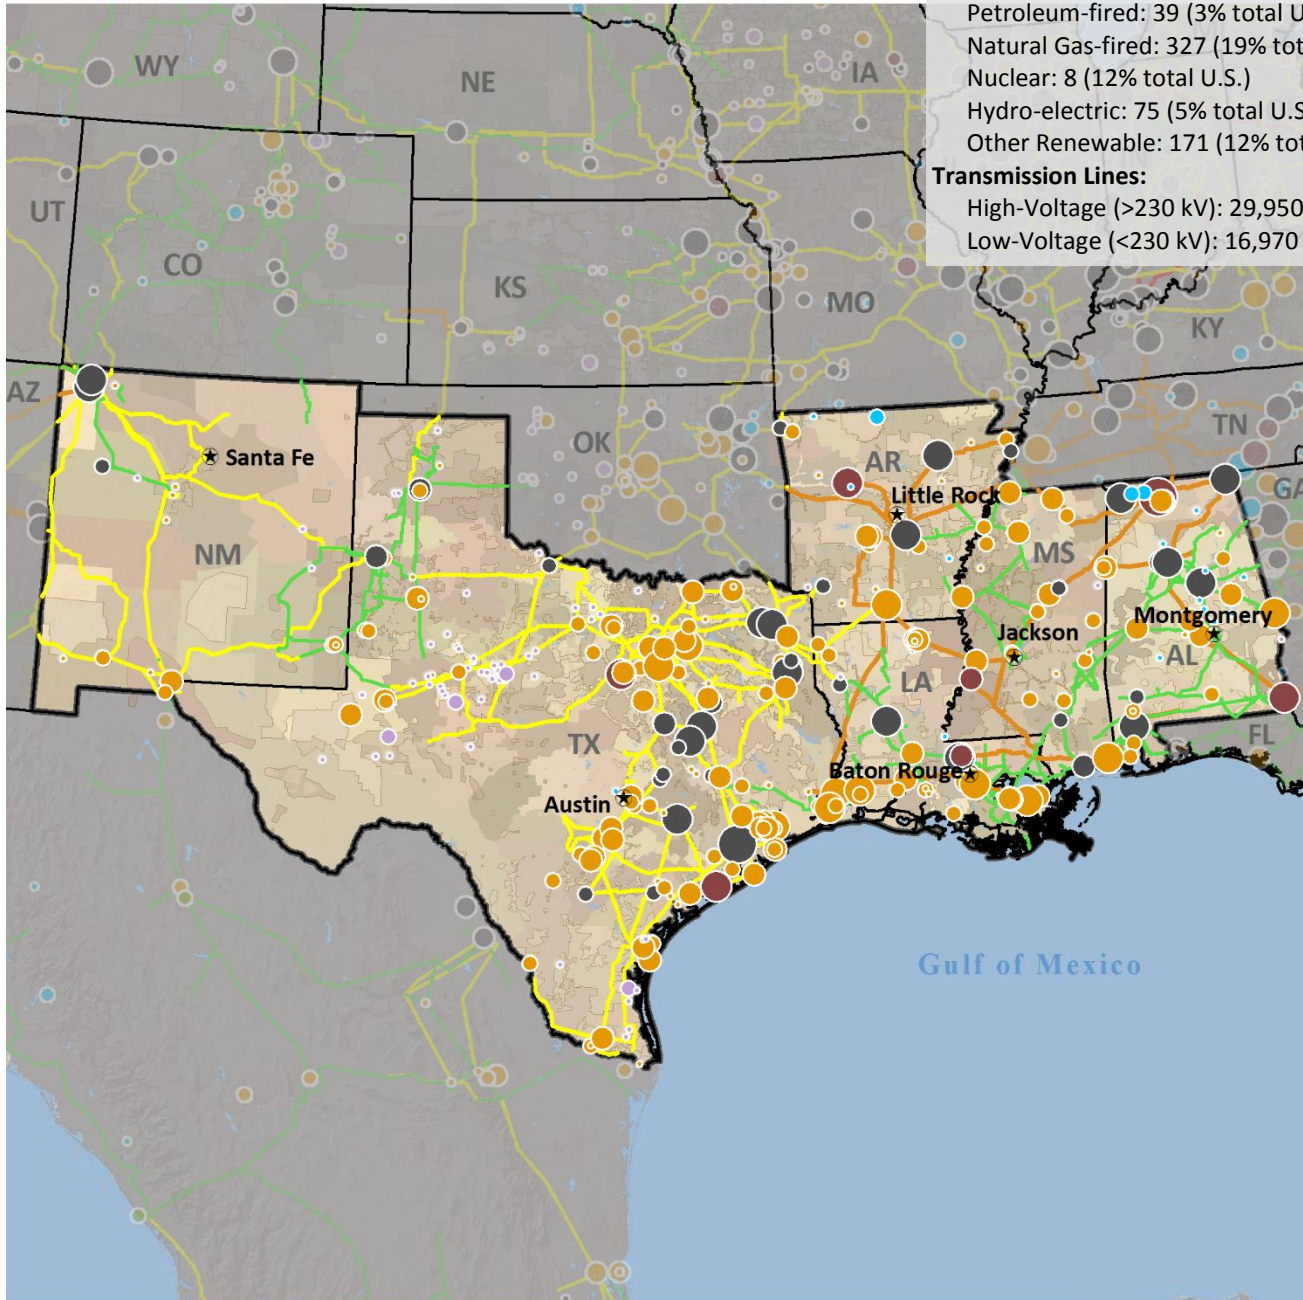 Petroleum-fired: 39 (3% total U
Natural Gas-fired: 327 (19% tot
Nuclear: 8 (12% total U.S.)
Hydro-electric: 75 (5% total U.S
Other Renewable: 171 (12% tot
Transmission Lines:
High-Voltage (>230 kV): 29,950
Low-Voltage (<230 kV): 16,970
WY
NE
IA
UT
CO
KS
MO
KY
AZ
OK
TN
GA
Santa Fe
NM
AR
Little Rock
MS
Montgomery
Jackson
AL
LA
TX
FL
Baton Rouge
Austin
Gulf of Mexico